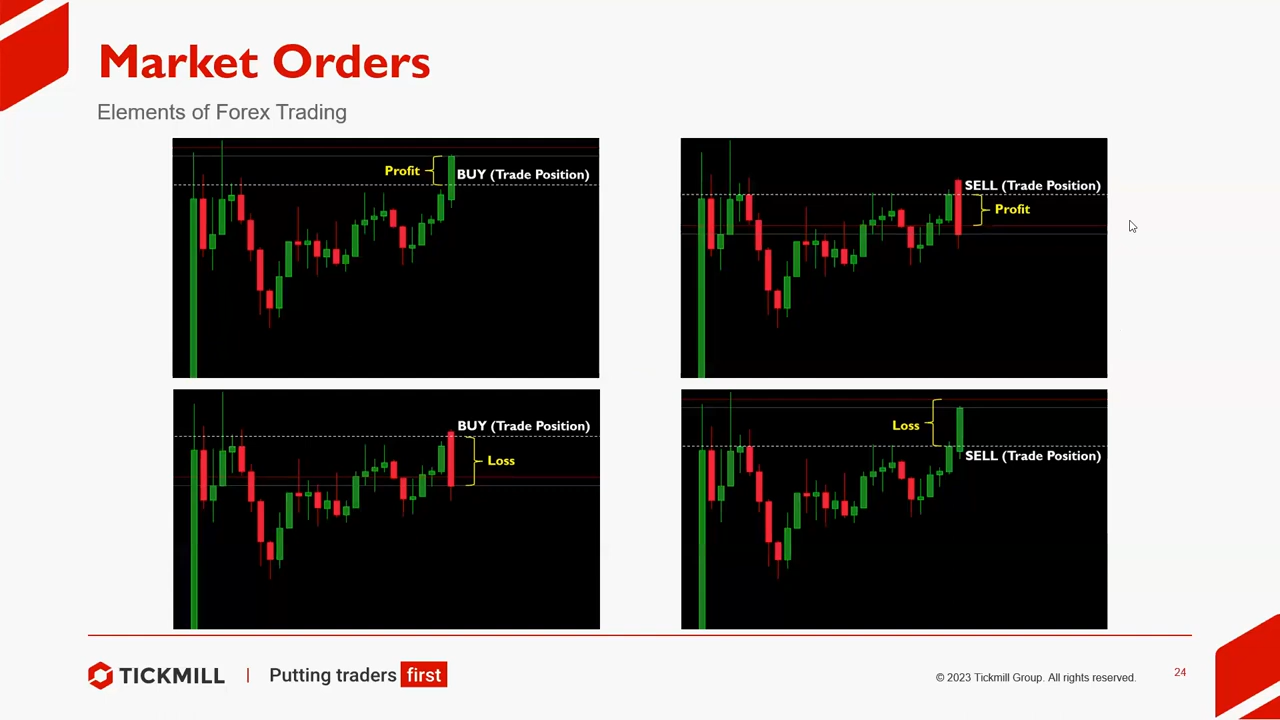 Market Orders
Elements of Forex Trading
Profit
BUY (Trade Position)
SELL (Trade Position)
Profit
BUY (Trade Position)
Loss
Loss
SELL (Trade Position)
TICKMILL | Putting traders first
© 2023 Tickmill Group. All rights reserved.
24